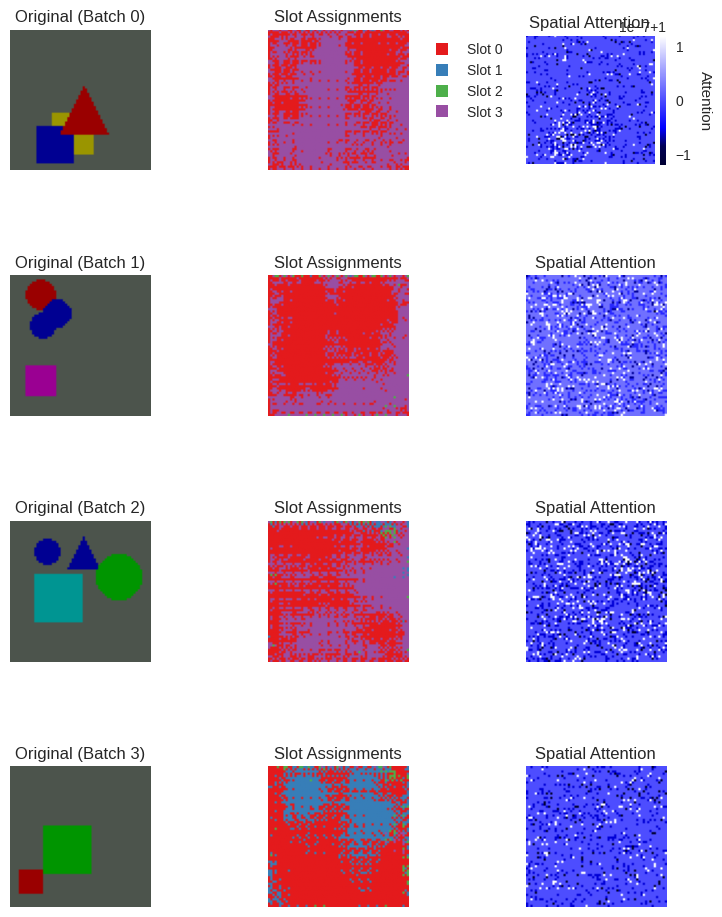 Original (Batch 0)
Slot Assignments
Slot 0
Slot 1
Slot 2
Slot 3
Spatial Attention
1e−7+1
1
0
−1
Attention
Original (Batch 1)
Slot Assignments
Spatial Attention
Original (Batch 2)
Slot Assignments
Spatial Attention
Original (Batch 3)
Slot Assignments
Spatial Attention